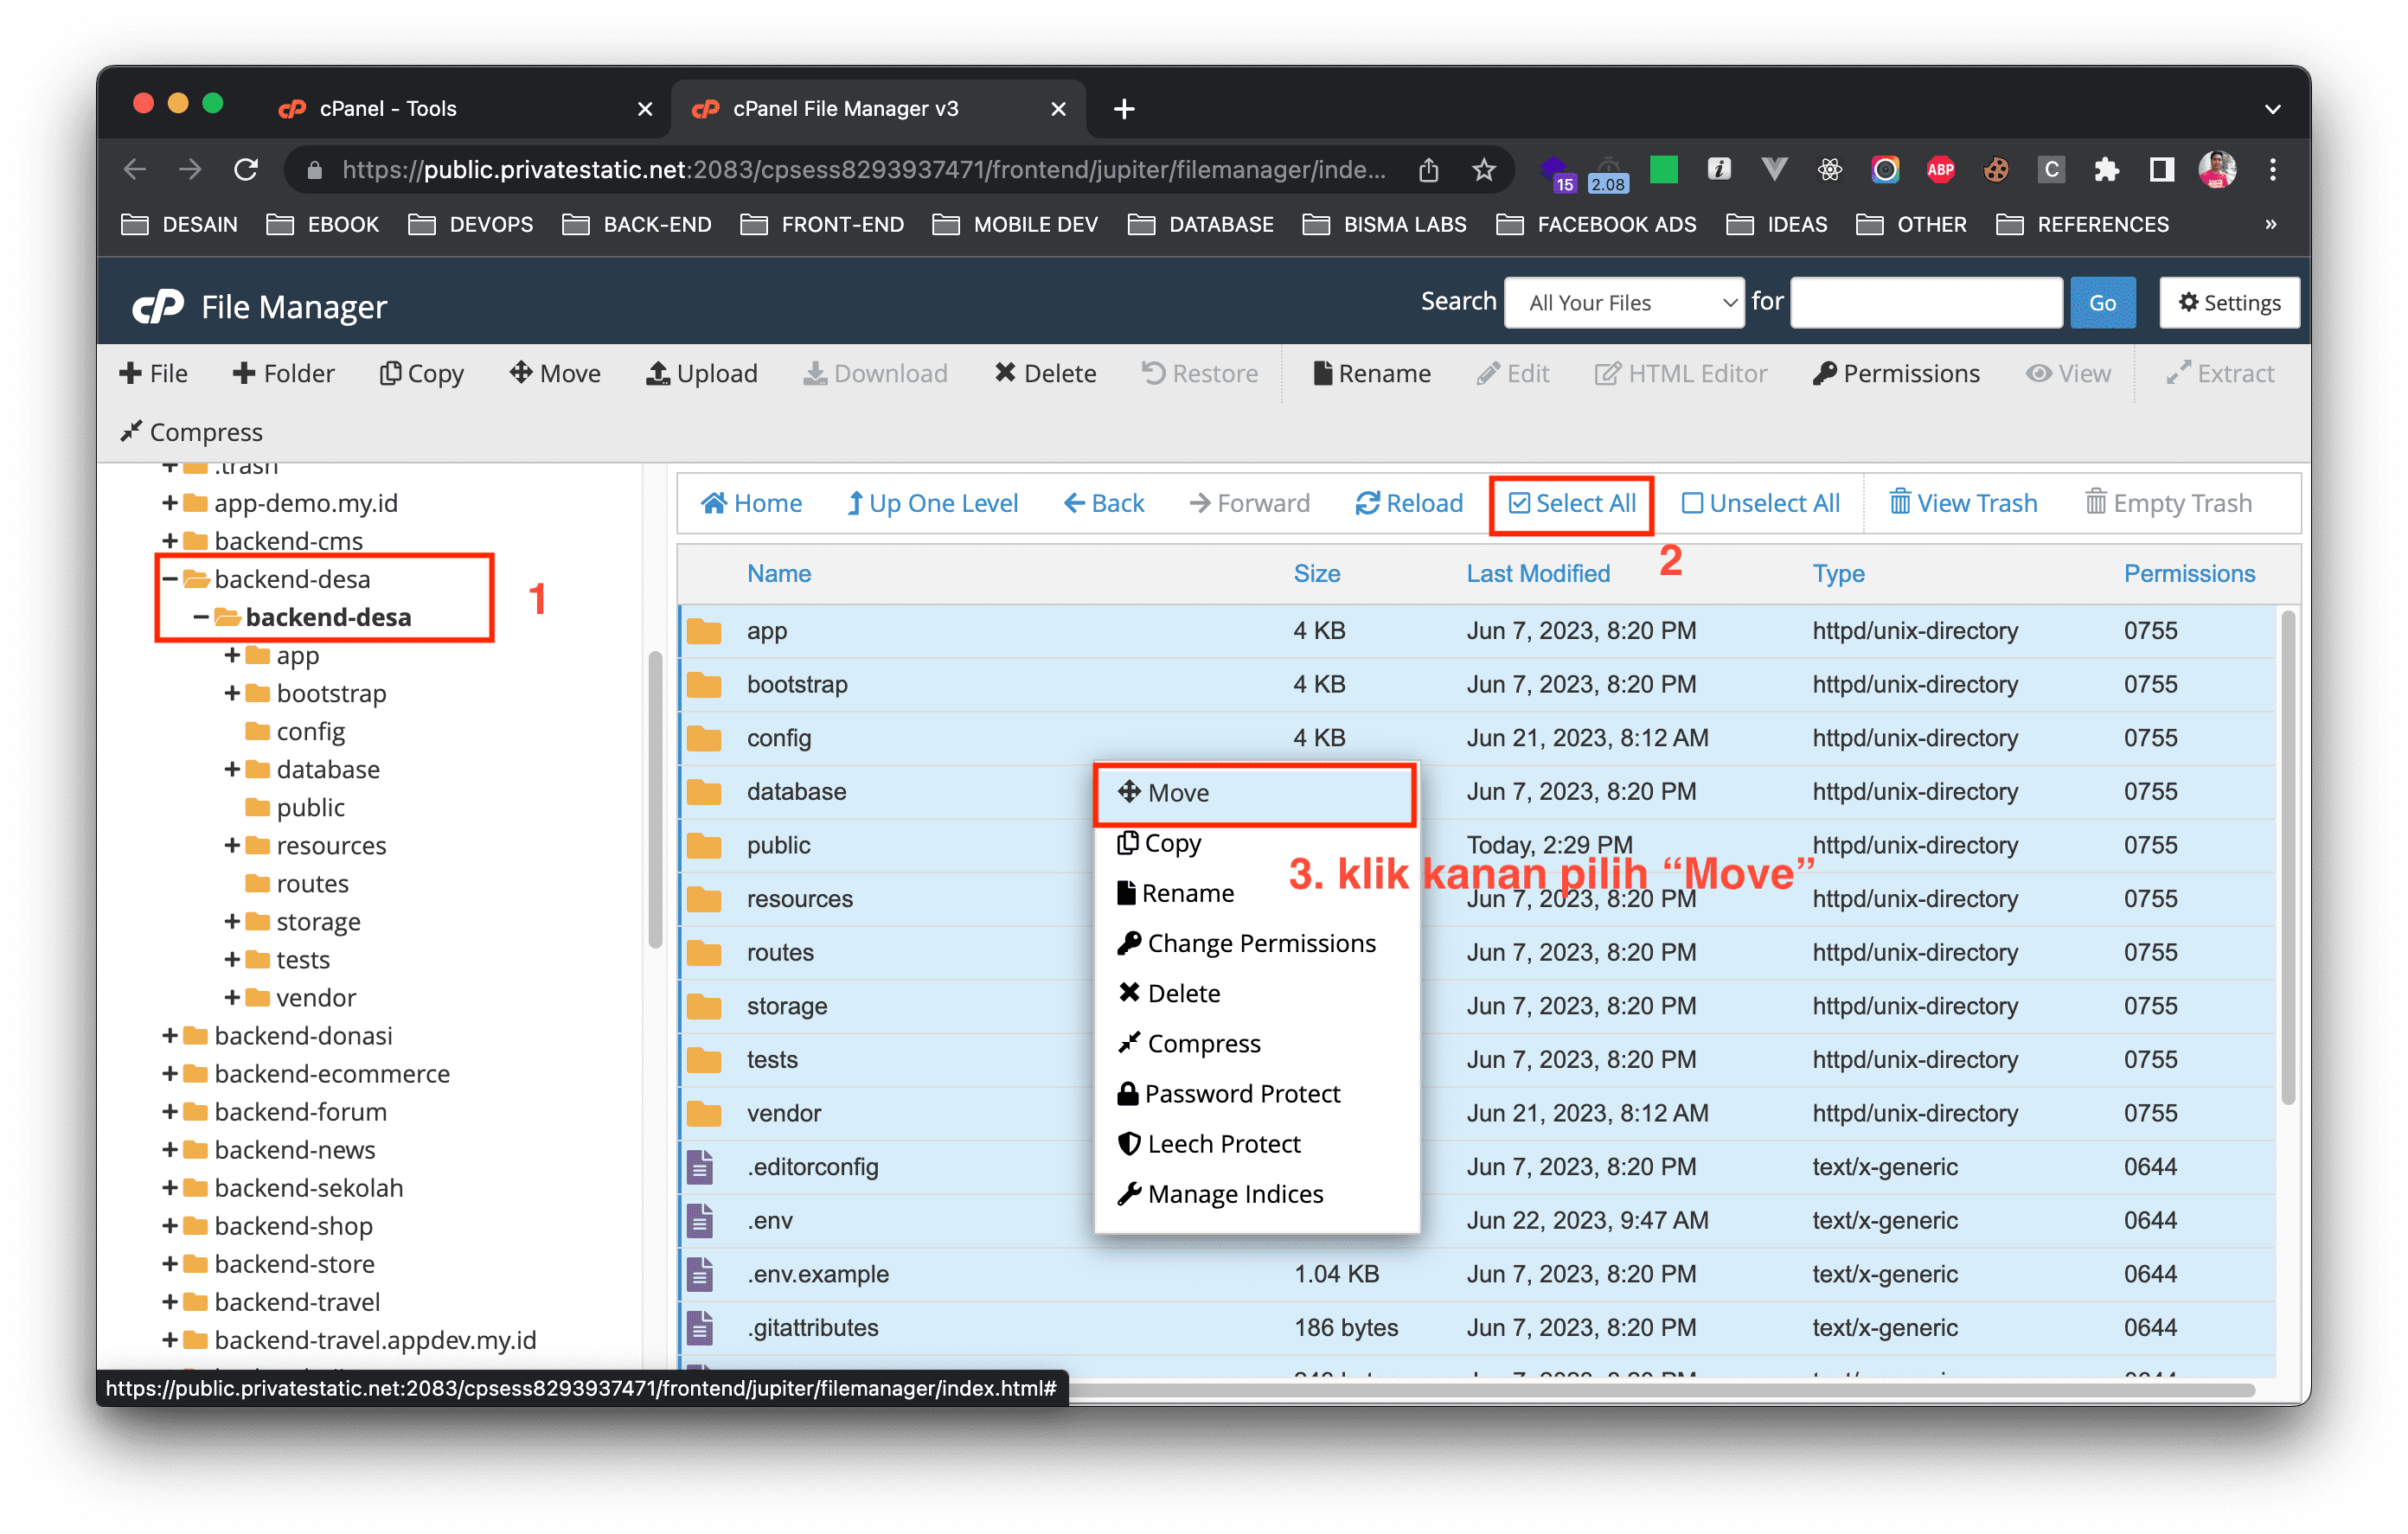 cPanel - Tools
cPanel File Manager v3
https://public.privatestatic.net:2083/cpsess8293937471/frontend/jupiter/filemanager/inde...
15
2.08
ABP
C
DESAIN EBOOK DEVOPS BACK-END FRONT-END MOBILE DEV DATABASE BISMA LABS FACEBOOK ADS IDEAS OTHER REFERENCES »
cP File Manager Search All Your Files for Go Settings
File Folder Copy Move Upload Download Delete Restore Rename Edit HTML Editor Permissions View Extract
Compress
.trash
app-demo.my.id
backend-cms
backend-desa
backend-desa
1
app
bootstrap
config
database
public
resources
routes
storage
tests
vendor
backend-donasi
backend-ecommerce
backend-forum
backend-news
backend-sekolah
backend-shop
backend-store
backend-travel
backend-travel.appdev.my.id
https://public.privatestatic.net:2083/cpsess8293937471/frontend/jupiter/filemanager/index.html#
Home Up One Level Back Forward Reload Select All Unselect All View Trash Empty Trash
2
Name Size Last Modified Type Permissions
app 4 KB Jun 7, 2023, 8:20 PM httpd/unix-directory 0755
bootstrap 4 KB Jun 7, 2023, 8:20 PM httpd/unix-directory 0755
config 4 KB Jun 21, 2023, 8:12 AM httpd/unix-directory 0755
database Jun 7, 2023, 8:20 PM httpd/unix-directory 0755
public Today, 2:29 PM httpd/unix-directory 0755
resources Jun 7, 2023, 8:20 PM httpd/unix-directory 0755
routes Jun 7, 2023, 8:20 PM httpd/unix-directory 0755
storage Jun 7, 2023, 8:20 PM httpd/unix-directory 0755
tests Jun 7, 2023, 8:20 PM httpd/unix-directory 0755
vendor Jun 21, 2023, 8:12 AM httpd/unix-directory 0755
.editorconfig Jun 7, 2023, 8:20 PM text/x-generic 0644
.env Jun 22, 2023, 9:47 AM text/x-generic 0644
.env.example 1.04 KB Jun 7, 2023, 8:20 PM text/x-generic 0644
.gitattributes 186 bytes Jun 7, 2023, 8:20 PM text/x-generic 0644
Move
Copy
Rename
Change Permissions
Delete
Compress
Password Protect
Leech Protect
Manage Indices
3. klik kanan pilih “Move”